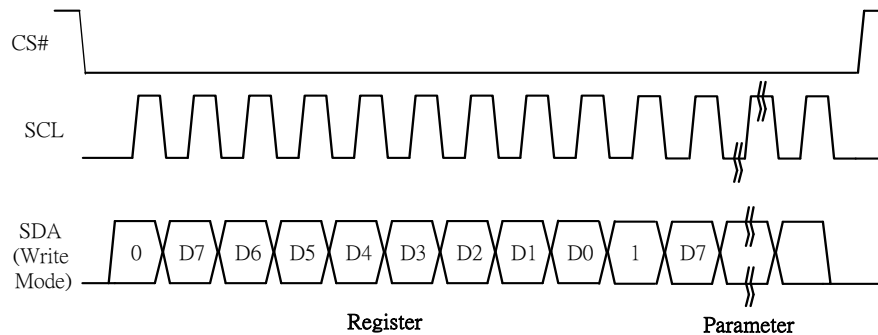 CS#
SCL
SDA
(Write
Mode)
0 D7 D6 D5 D4 D3 D2 D1 D0 1 D7
Register Parameter